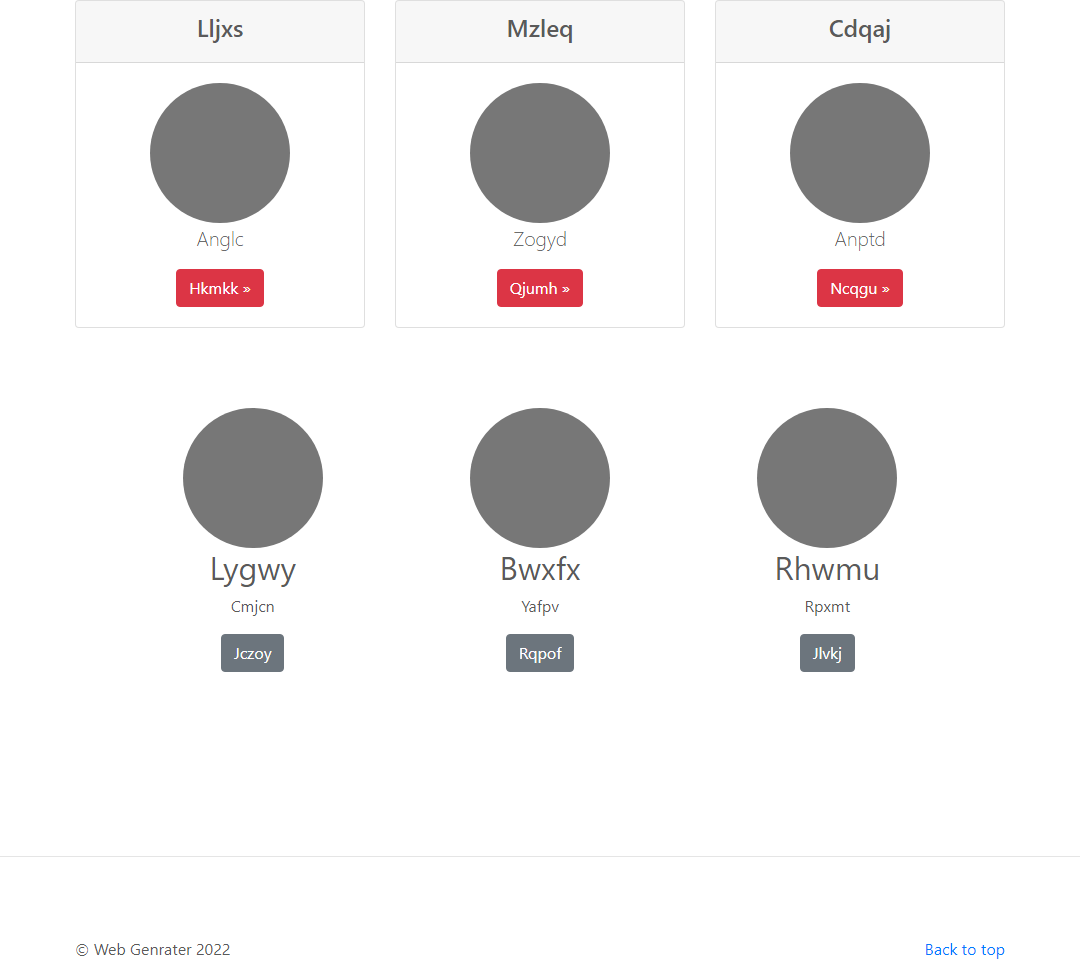 Lljxs
Mzleq
Cdqaj
Anglc
Zogyd
Anptd
Hkmkk »
Qjumh »
Ncqgu »
Lygwy
Bwxfx
Rhwmu
Cmjcn
Yafpv
Rpxmt
Jczoy
Rqpof
Jlvkj
© Web Genrater 2022
Back to top